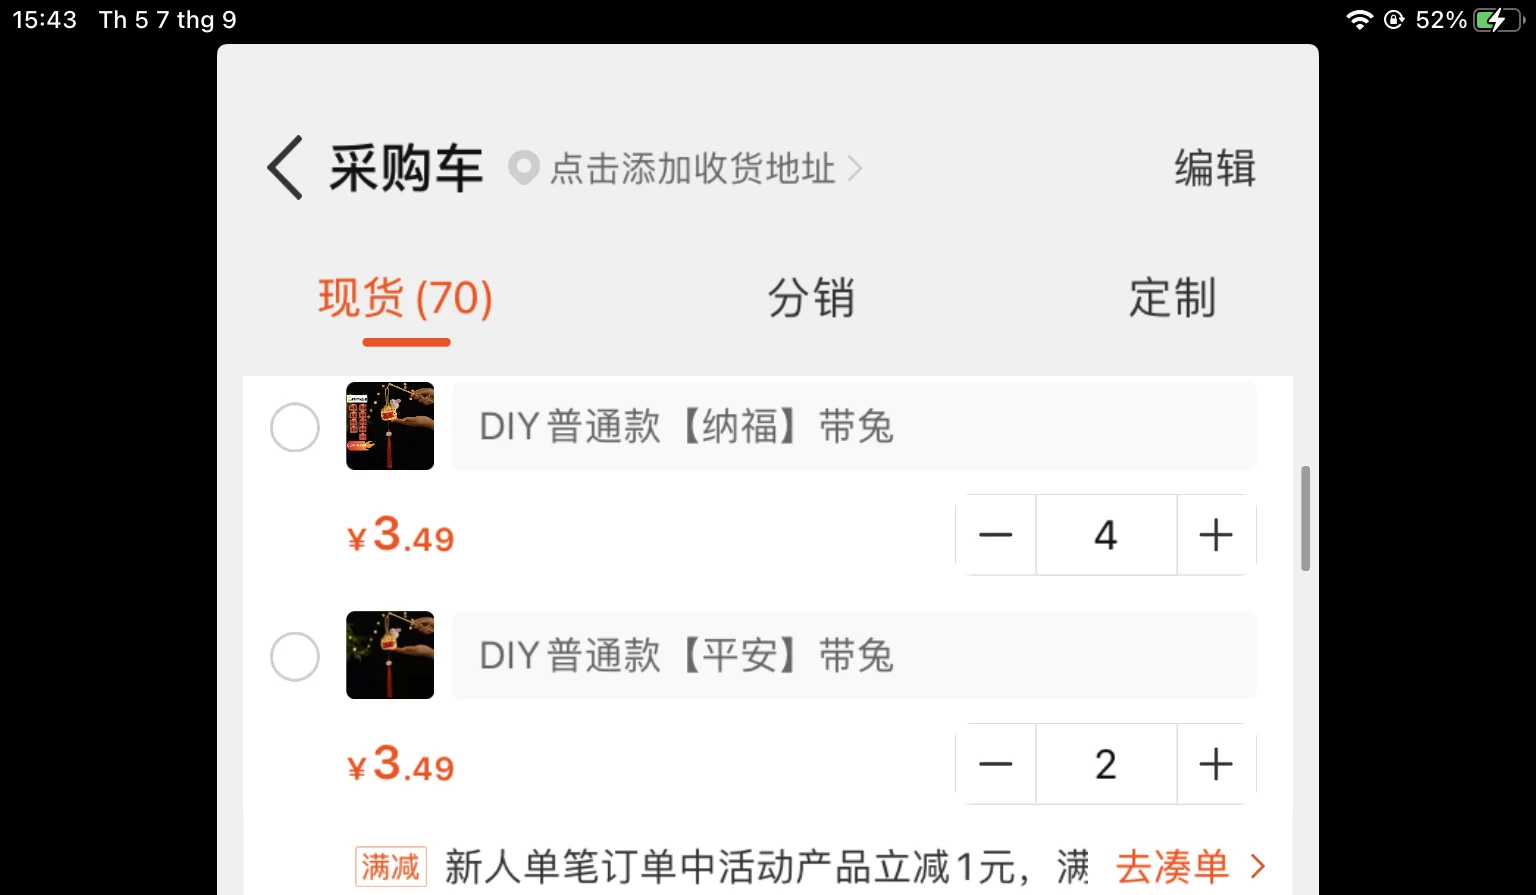 15:43 Th 5 7 thg 9 52%
采购车 点击添加收货地址 编辑
现货 (70) 分销 定制
DIY普通款【纳福】带兔
¥3.49 4
DIY普通款【平安】带兔
¥3.49 2
满减 新人单笔订单中活动产品立减1元，满 去凑单